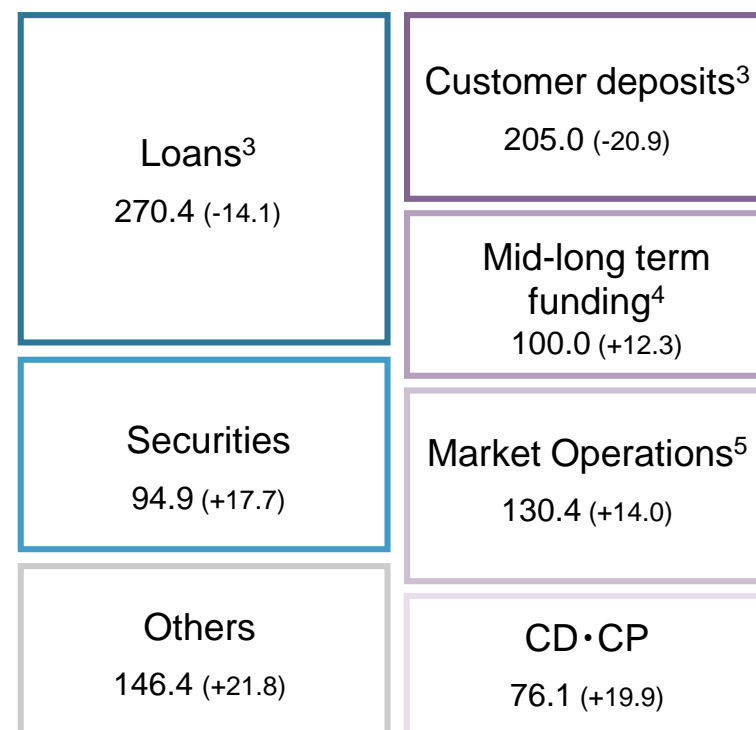 Loans³
270.4 (-14.1)
Securities
94.9 (+17.7)
Others
146.4 (+21.8)
Customer deposits³
205.0 (-20.9)
Mid-long term
funding⁴
100.0 (+12.3)
Market Operations⁵
130.4 (+14.0)
CD・CP
76.1 (+19.9)